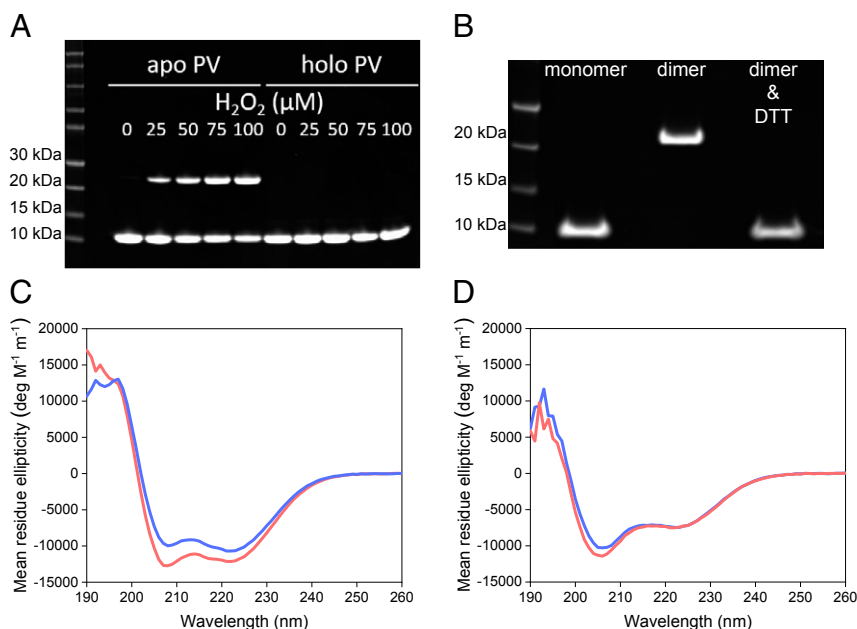 A
apo PV holo PV
H₂O₂ (µM)
0 25 50 75 100 0 25 50 75 100
30 kDa
20 kDa
15 kDa
10 kDa
B
monomer dimer dimer
&
DTT
20 kDa
15 kDa
10 kDa
C
Mean residue ellipticity (deg M⁻¹ m⁻¹)
20000
15000
10000
5000
0
-5000
-10000
-15000
190 200 210 220 230 240 250 260
Wavelength (nm)
D
Mean residue ellipticity (deg M⁻¹ m⁻¹)
20000
15000
10000
5000
0
-5000
-10000
-15000
190 200 210 220 230 240 250 260
Wavelength (nm)